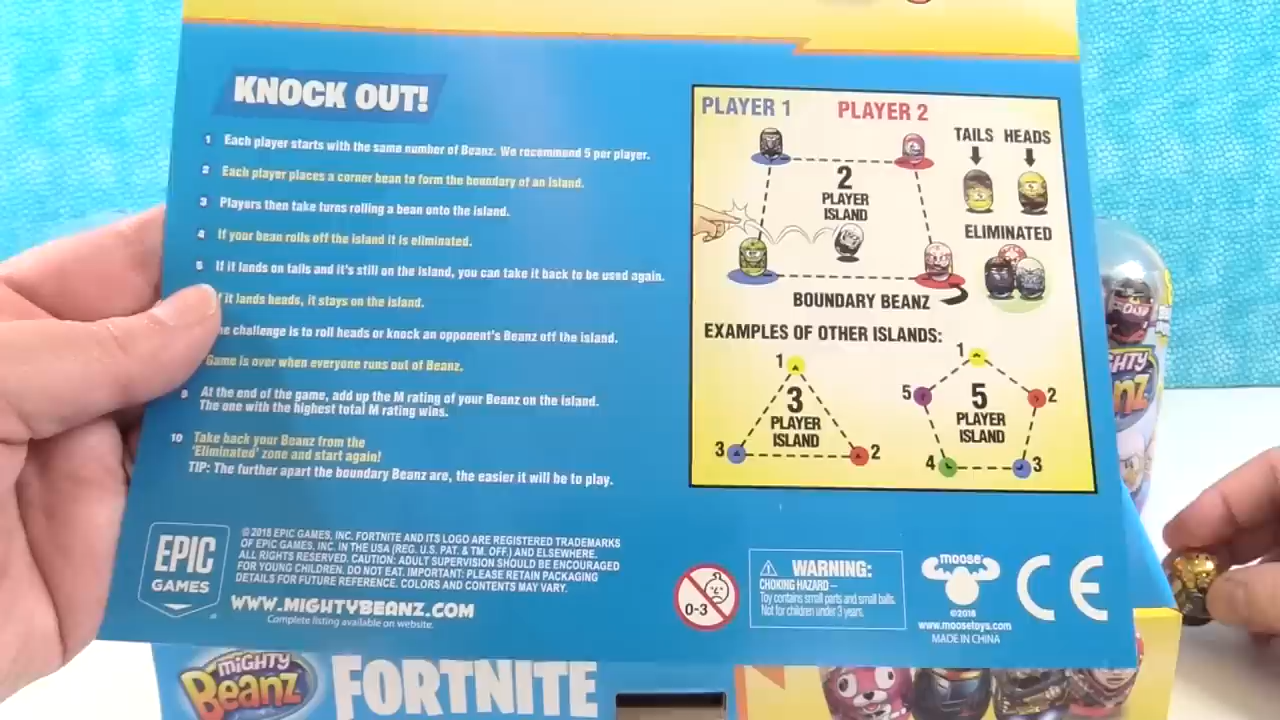 KNOCK OUT!
1 Each player starts with the same number of Beanz. We recommend 5 per player.
2 Each player places a corner bean to form the boundary of an island.
3 Players then take turns rolling a bean onto the island.
4 If your bean rolls off the island it is eliminated.
5 If it lands on tails and it's still on the island, you can take it back to be used again.
it lands heads, it stays on the island.
challenge is to roll heads or knock an opponent's Beanz off the island.
Game is over when everyone runs out of Beanz.
9 At the end of the game, add up the M rating of your Beanz on the island.
The one with the highest total M rating wins.
10 Take back your Beanz from the
'Eliminated' zone and start again!
TIP: The further apart the boundary Beanz are, the easier it will be to play.
PLAYER 1 PLAYER 2
TAILS HEADS
2
PLAYER
ISLAND
ELIMINATED
BOUNDARY BEANZ
EXAMPLES OF OTHER ISLANDS:
1
3
PLAYER
ISLAND
3 2
1
5 2
5
PLAYER
ISLAND
4 3
EPIC
GAMES
© 2018 EPIC GAMES, INC. FORTNITE AND ITS LOGO ARE REGISTERED TRADEMARKS
OF EPIC GAMES, INC. IN THE USA (REG. U.S. PAT. & TM. OFF.) AND ELSEWHERE.
ALL RIGHTS RESERVED. CAUTION: ADULT SUPERVISION SHOULD BE ENCOURAGED
FOR YOUNG CHILDREN. DO NOT EAT. IMPORTANT: PLEASE RETAIN PACKAGING
DETAILS FOR FUTURE REFERENCE. COLORS AND CONTENTS MAY VARY.
WWW.MIGHTYBEANZ.COM
Complete listing available on website.
0-3
WARNING:
CHOKING HAZARD –
Toy contains small parts and small balls.
Not for children under 3 years.
moose
©2018
www.moosetoys.com
MADE IN CHINA
CE
MIGHTY
BeanZ
FORTNITE